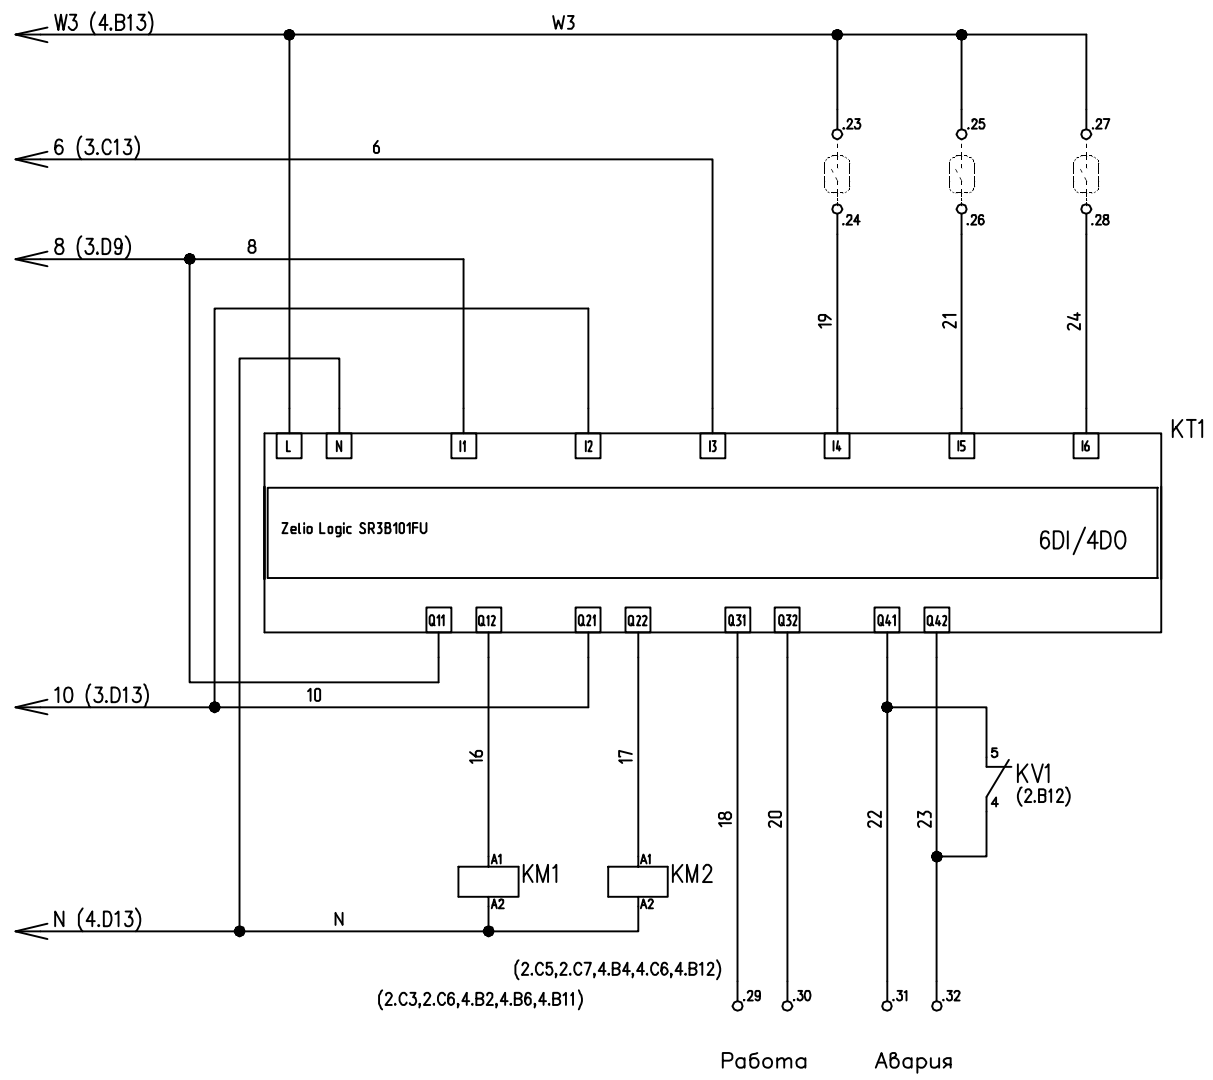 W3 (4.B13)
W3
.23
.25
.27
6 (3.C13)
6
.24
.26
.28
8 (3.D9)
8
19
21
24
KT1
L
N
I1
I2
I3
I4
I5
I6
Zelio Logic SR3B101FU
6DI/4DO
Q11
Q12
Q21
Q22
Q31
Q32
Q41
Q42
10 (3.D13)
10
16
17
5
KV1
(2.B12)
4
18
20
22
23
A1
KM1
A2
A1
KM2
A2
N (4.D13)
N
(2.C5,2.C7,4.B4,4.C6,4.B12)
(2.C3,2.C6,4.B2,4.B6,4.B11)
.29
.30
.31
.32
Работа
Авария